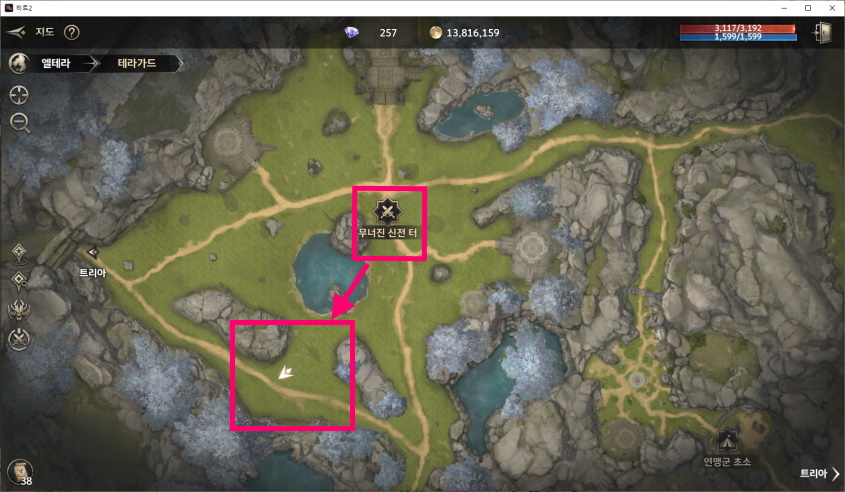 히트2
지도 ?
257
13,816,159
3,117/3,192
1,599/1,599
엘테라
테라가드
무너진 신전 터
트리아
연맹군 초소
트리아
38